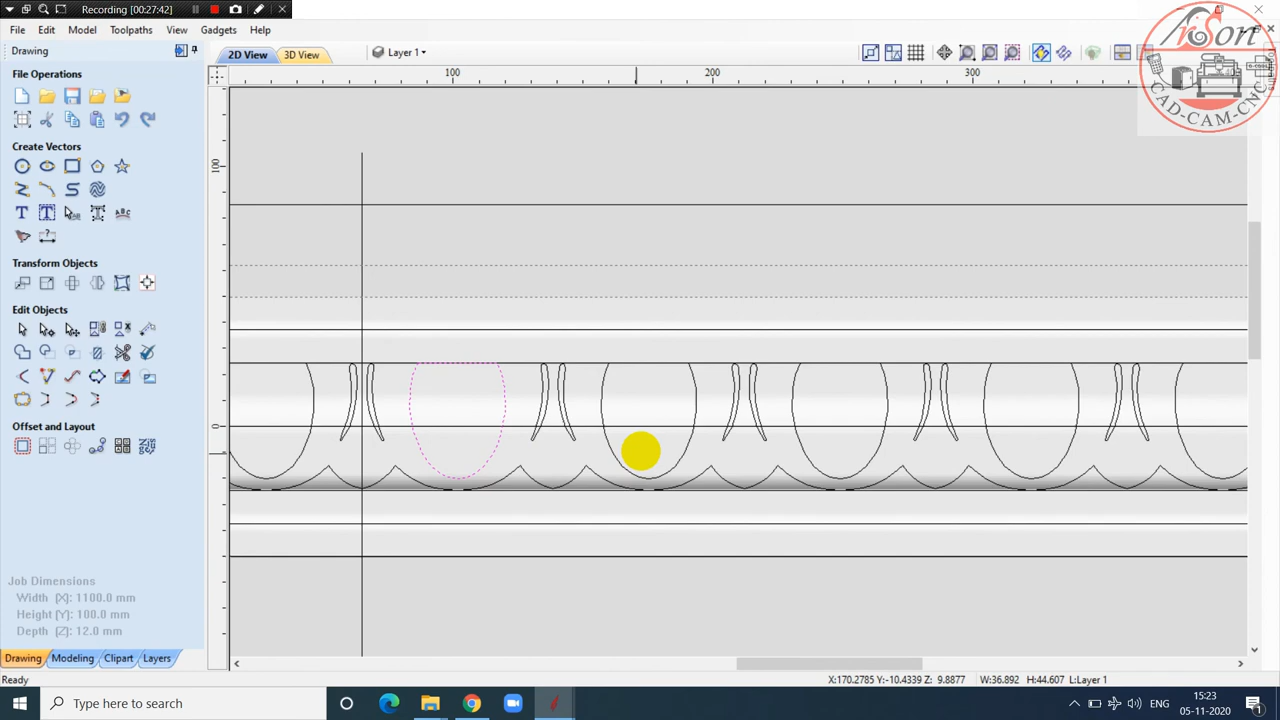 Recording [00:27:42]
File Edit Model Toolpaths View Gadgets Help
Drawing
2D View 3D View Layer 1
File Operations
100 200 300
Create Vectors
Transform Objects
Edit Objects
Offset and Layout
100
0
Job Dimensions
Width [X]: 1100.0 mm
Height [Y]: 100.0 mm
Depth [Z]: 12.0 mm
Drawing Modeling Clipart Layers
Ready X:170.2785 Y:-10.4339 Z: 9.8877 W:36.892 H:44.607 L:Layer 1
Type here to search
ENG
15:23
05-11-2020
CAD-CAM-CNC